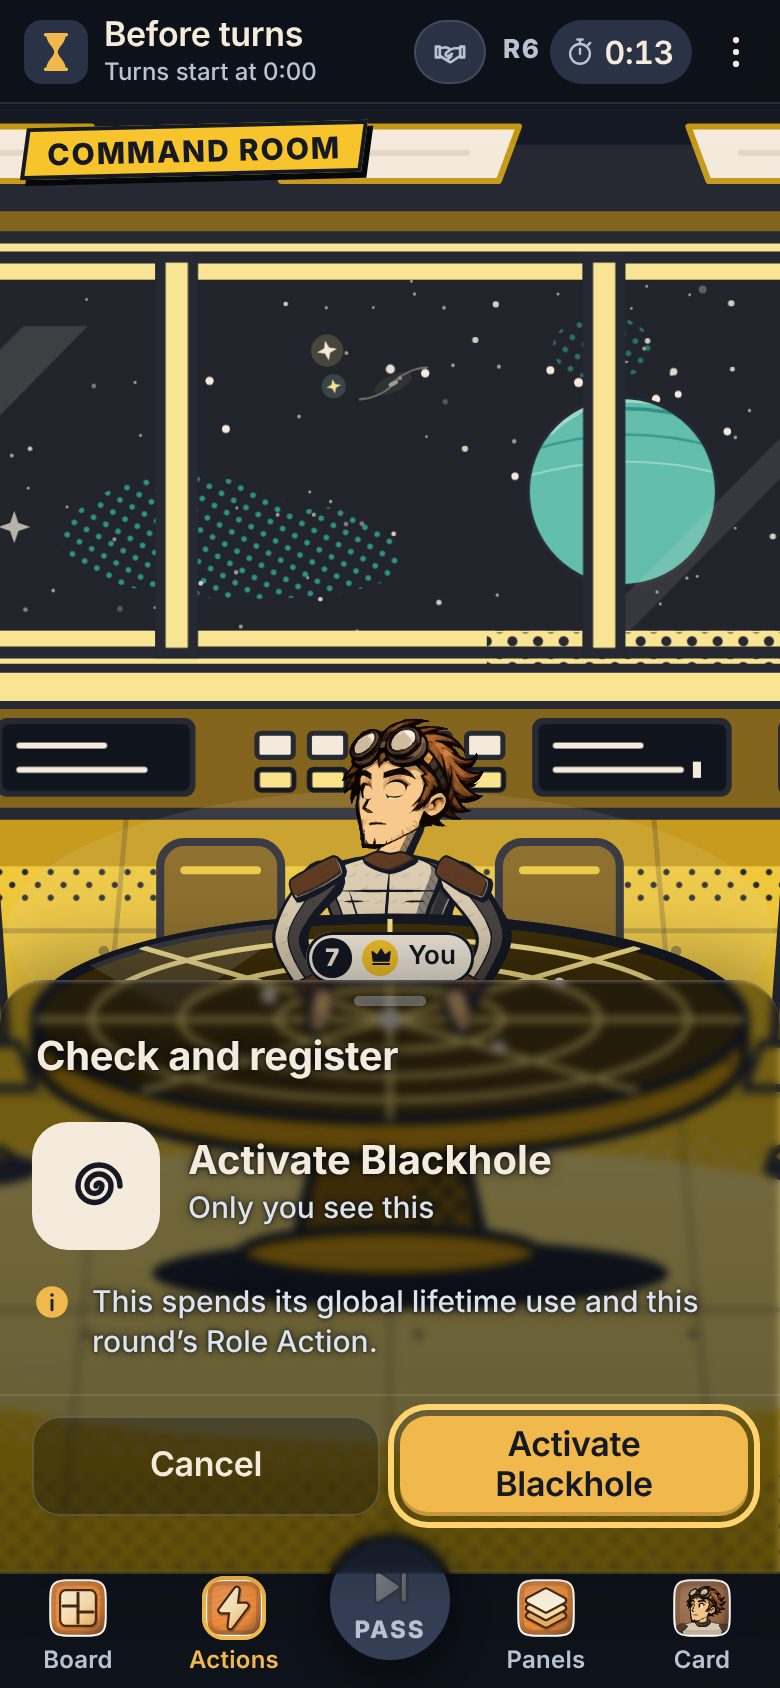 Before turns
Turns start at 0:00
R6
0:13
COMMAND ROOM
7
You
Check and register
Activate Blackhole
Only you see this
This spends its global lifetime use and this
round's Role Action.
Cancel
Activate
Blackhole
PASS
Board
Actions
Panels
Card